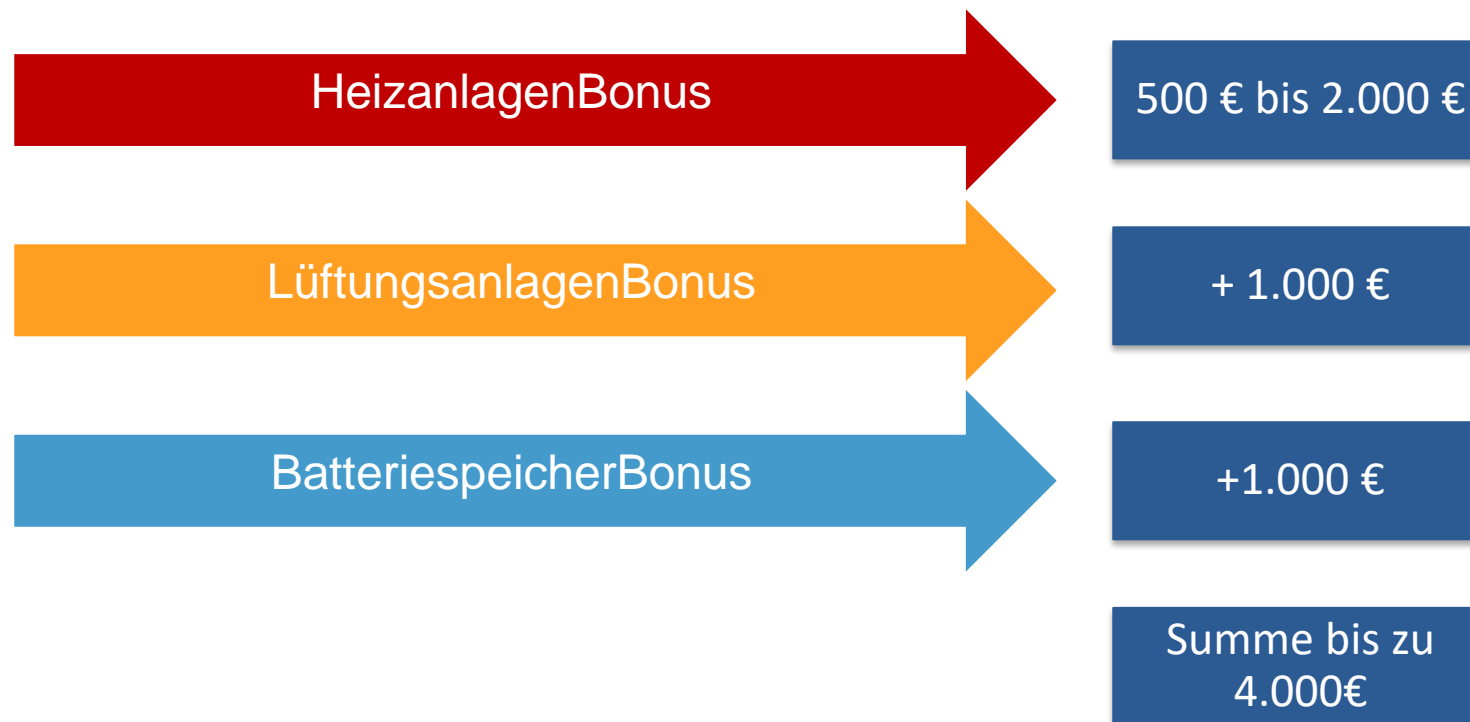 HeizanlagenBonus
500 € bis 2.000 €
LüftungsanlagenBonus
+ 1.000 €
BatteriespeicherBonus
+1.000 €
Summe bis zu
4.000€